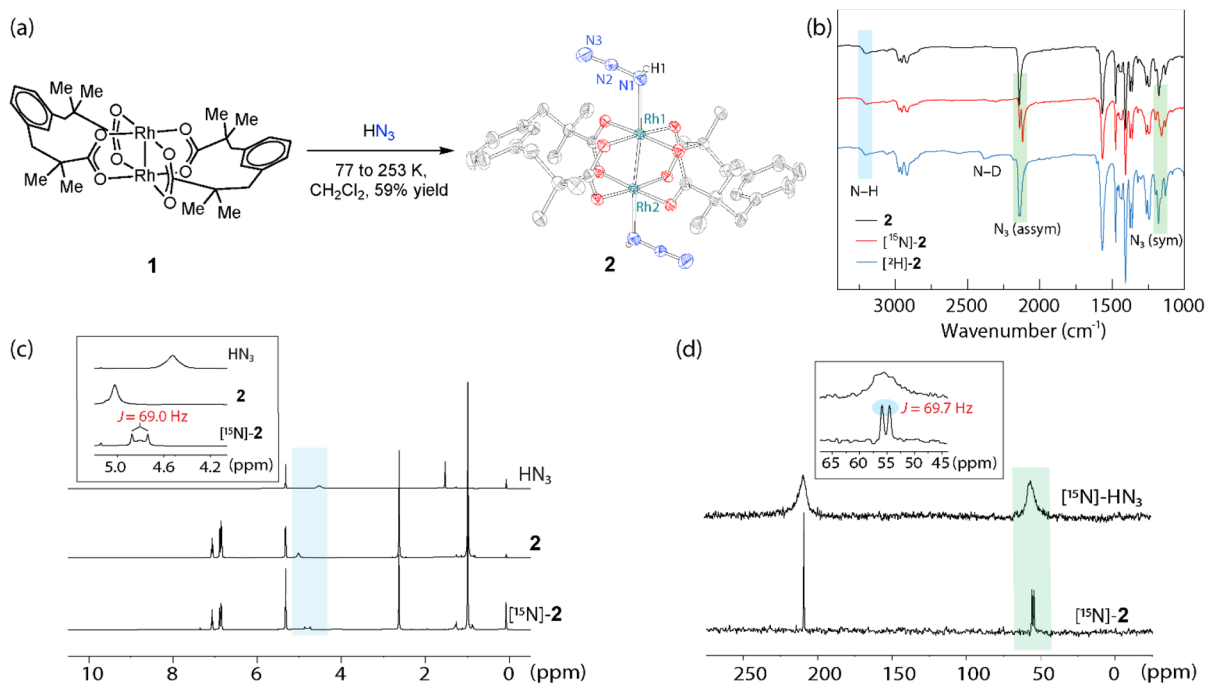 (a)
Me
Me
Me
Me
O
O
O
O
O
O
O
O
Rh
Rh
Me
Me
Me
Me
1
HN₃
77 to 253 K,
CH₂Cl₂, 59% yield
N3
N2
N1
H1
Rh1
Rh2
2
(b)
N–H
N–D
N₃ (assym)
N₃ (sym)
2
[¹⁵N]-2
[²H]-2
3000 2500 2000 1500 1000
Wavenumber (cm⁻¹)
(c)
HN₃
2
J = 69.0 Hz
[¹⁵N]-2
5.0 4.6 4.2
(ppm)
HN₃
2
[¹⁵N]-2
10 8 6 4 2 0 (ppm)
(d)
J = 69.7 Hz
65 60 55 50 45 (ppm)
[¹⁵N]-HN₃
[¹⁵N]-2
250 200 150 100 50 0 (ppm)